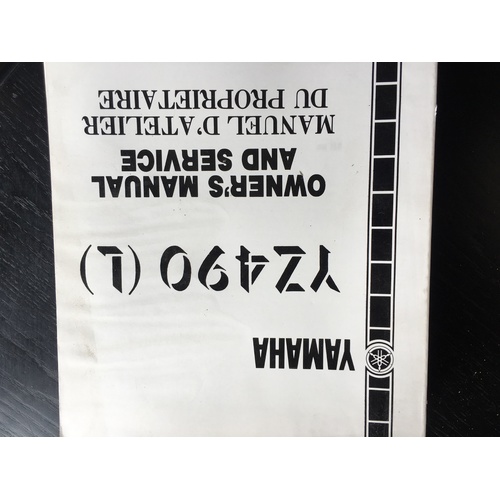 YAMAHA
YZ490 (L)
OWNER'S MANUAL
AND SERVICE
MANUEL D'ATELIER
DU PROPRIETAIRE